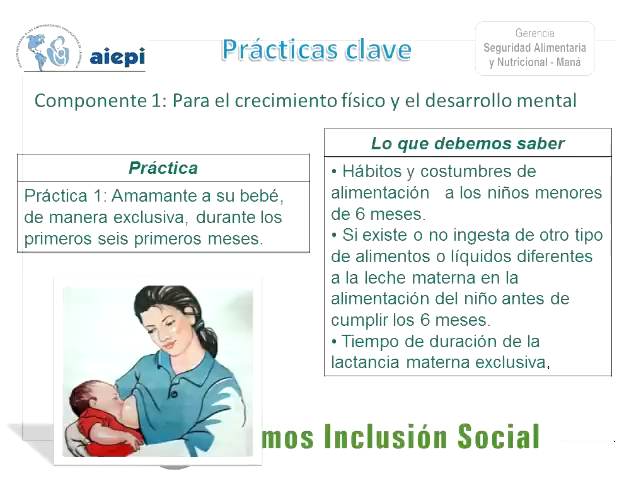 aiepi
Prácticas clave
Gerencia
Seguridad Alimentaria
y Nutricional - Maná
Componente 1: Para el crecimiento físico y el desarrollo mental
Práctica
Práctica 1: Amamante a su bebé,
de manera exclusiva, durante los
primeros seis primeros meses.
Lo que debemos saber
• Hábitos y costumbres de
alimentación a los niños menores
de 6 meses.
• Si existe o no ingesta de otro tipo
de alimentos o líquidos diferentes
a la leche materna en la
alimentación del niño antes de
cumplir los 6 meses.
• Tiempo de duración de la
lactancia materna exclusiva,
mos Inclusión Social